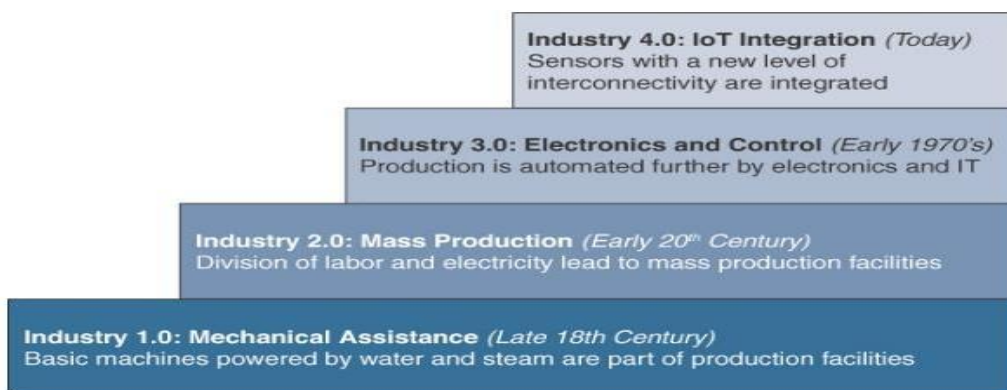 Industry 4.0: IoT Integration (Today)
Sensors with a new level of
interconnectivity are integrated
Industry 3.0: Electronics and Control (Early 1970's)
Production is automated further by electronics and IT
Industry 2.0: Mass Production (Early 20th Century)
Division of labor and electricity lead to mass production facilities
Industry 1.0: Mechanical Assistance (Late 18th Century)
Basic machines powered by water and steam are part of production facilities